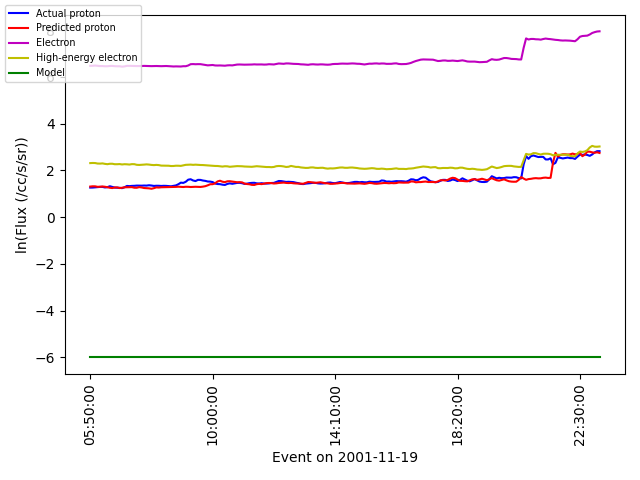 Actual proton
Predicted proton
Electron
High-energy electron
Model
8
6
4
2
0
−2
−4
−6
ln(Flux (/cc/s/sr))
05:50:00
10:00:00
14:10:00
18:20:00
22:30:00
Event on 2001-11-19